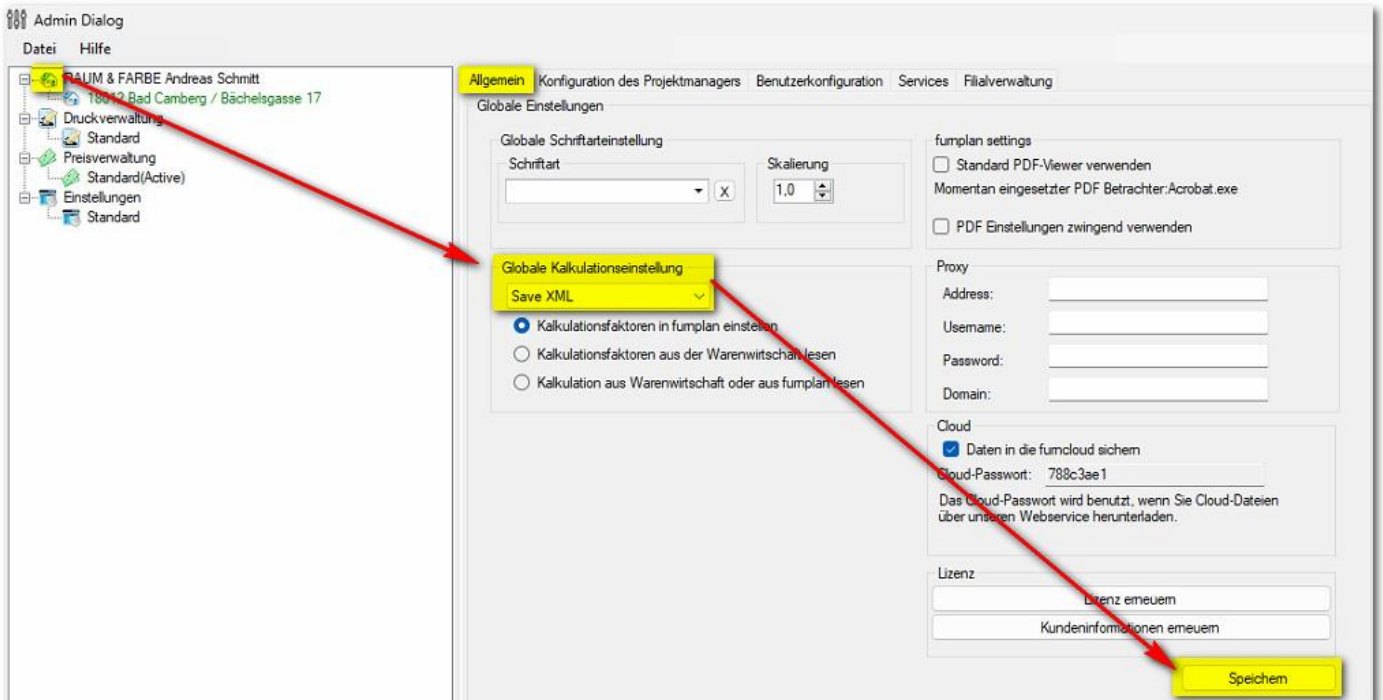 Admin Dialog
Datei Hilfe
RAUM & FARBE Andreas Schmitt
18012 Bad Camberg / Bächelsgasse 17
Druckverwaltung
Standard
Preisverwaltung
Standard(Active)
Einstellungen
Standard
Allgemein Konfiguration des Projektmanagers Benutzerkonfiguration Services Filialverwaltung
Globale Einstellungen
Globale Schriftarteinstellung
Schriftart Skalierung
X 1,0
Globale Kalkulationseinstellung
Save XML
Kalkulationsfaktoren in furnplan einstellen
Kalkulationsfaktoren aus der Warenwirtschaft lesen
Kalkulation aus Warenwirtschaft oder aus furnplan lesen
furnplan settings
Standard PDF-Viewer verwenden
Momentan eingesetzter PDF Betrachter:Acrobat.exe
PDF Einstellungen zwingend verwenden
Proxy
Address:
Username:
Password:
Domain:
Cloud
Daten in die furncloud sichern
Cloud-Passwort: 788c3ae1
Das Cloud-Passwort wird benutzt, wenn Sie Cloud-Dateien
über unseren Webservice herunterladen.
Lizenz
Lizenz erneuern
Kundeninformationen erneuern
Speichern